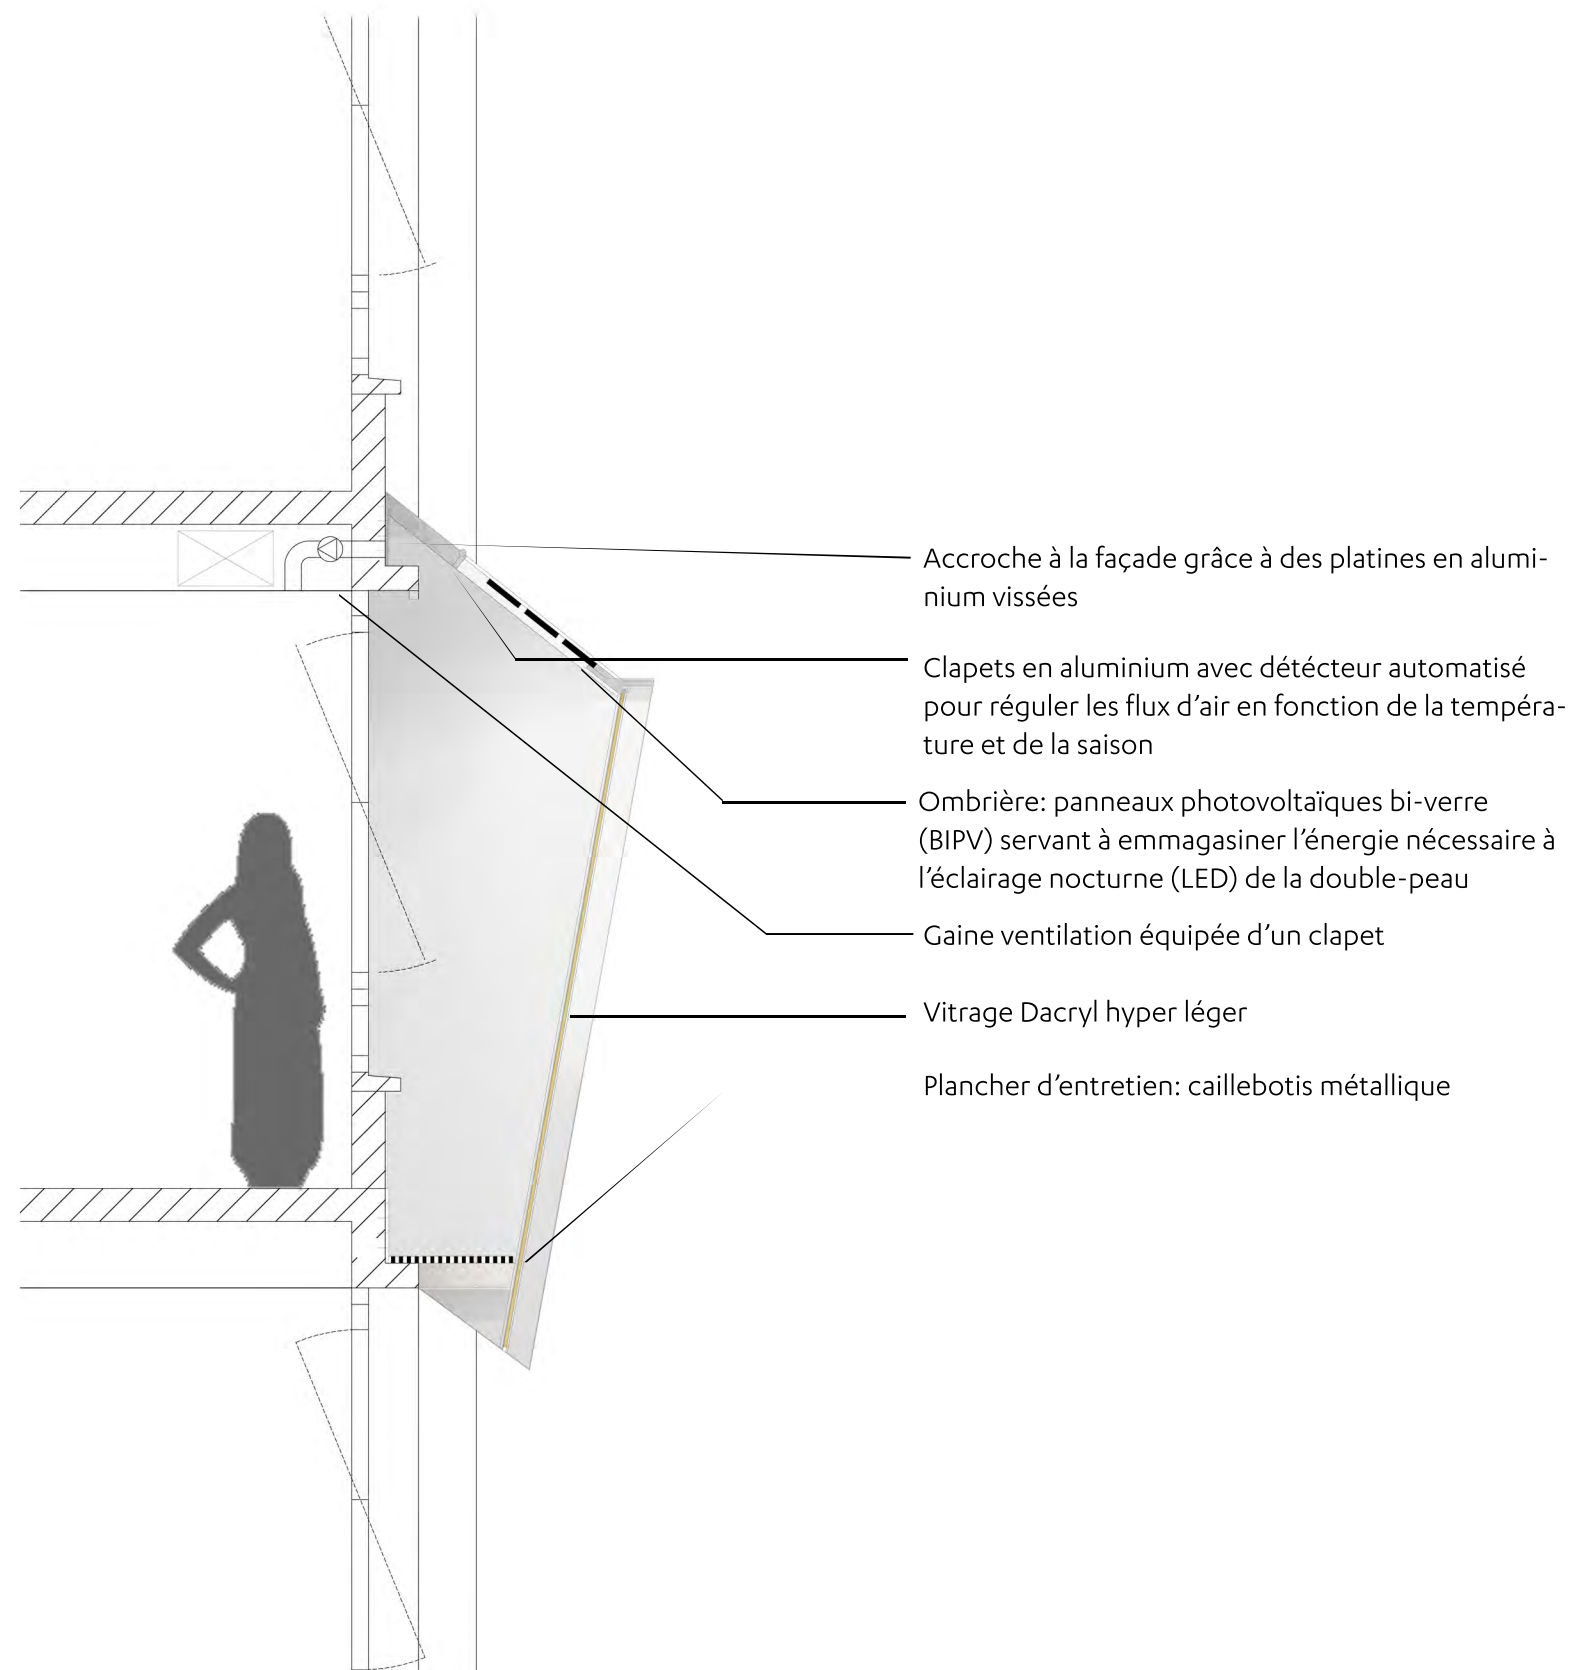 Accroche à la façade grâce à des platines en alumi-
nium vissées
Clapets en aluminium avec détécteur automatisé
pour réguler les flux d'air en fonction de la tempéra-
ture et de la saison
Ombrière: panneaux photovoltaïques bi-verre
(BIPV) servant à emmagasiner l'énergie nécessaire à
l'éclairage nocturne (LED) de la double-peau
Gaine ventilation équipée d'un clapet
Vitrage Dacryl hyper léger
Plancher d'entretien: caillebotis métallique